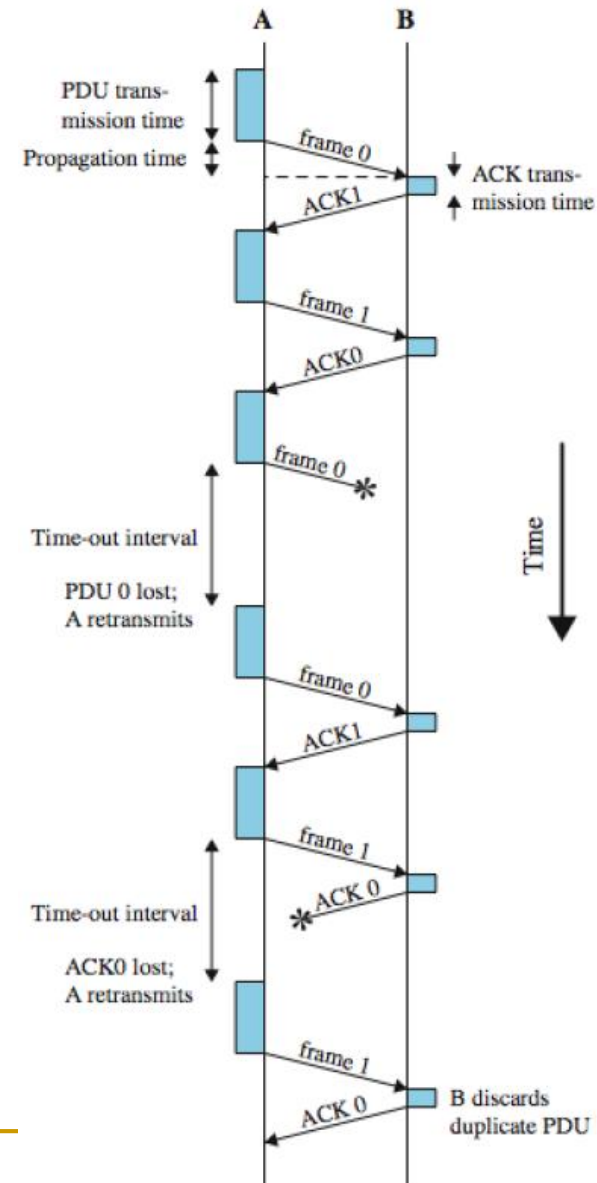 A
B
PDU trans-
mission time
Propagation time
frame 0
ACK trans-
mission time
ACK1
frame 1
ACK0
frame 0
Time-out interval
Time
PDU 0 lost;
A retransmits
frame 0
ACK1
frame 1
ACK 0
Time-out interval
ACK0 lost;
A retransmits
frame 1
B discards
duplicate PDU
ACK 0